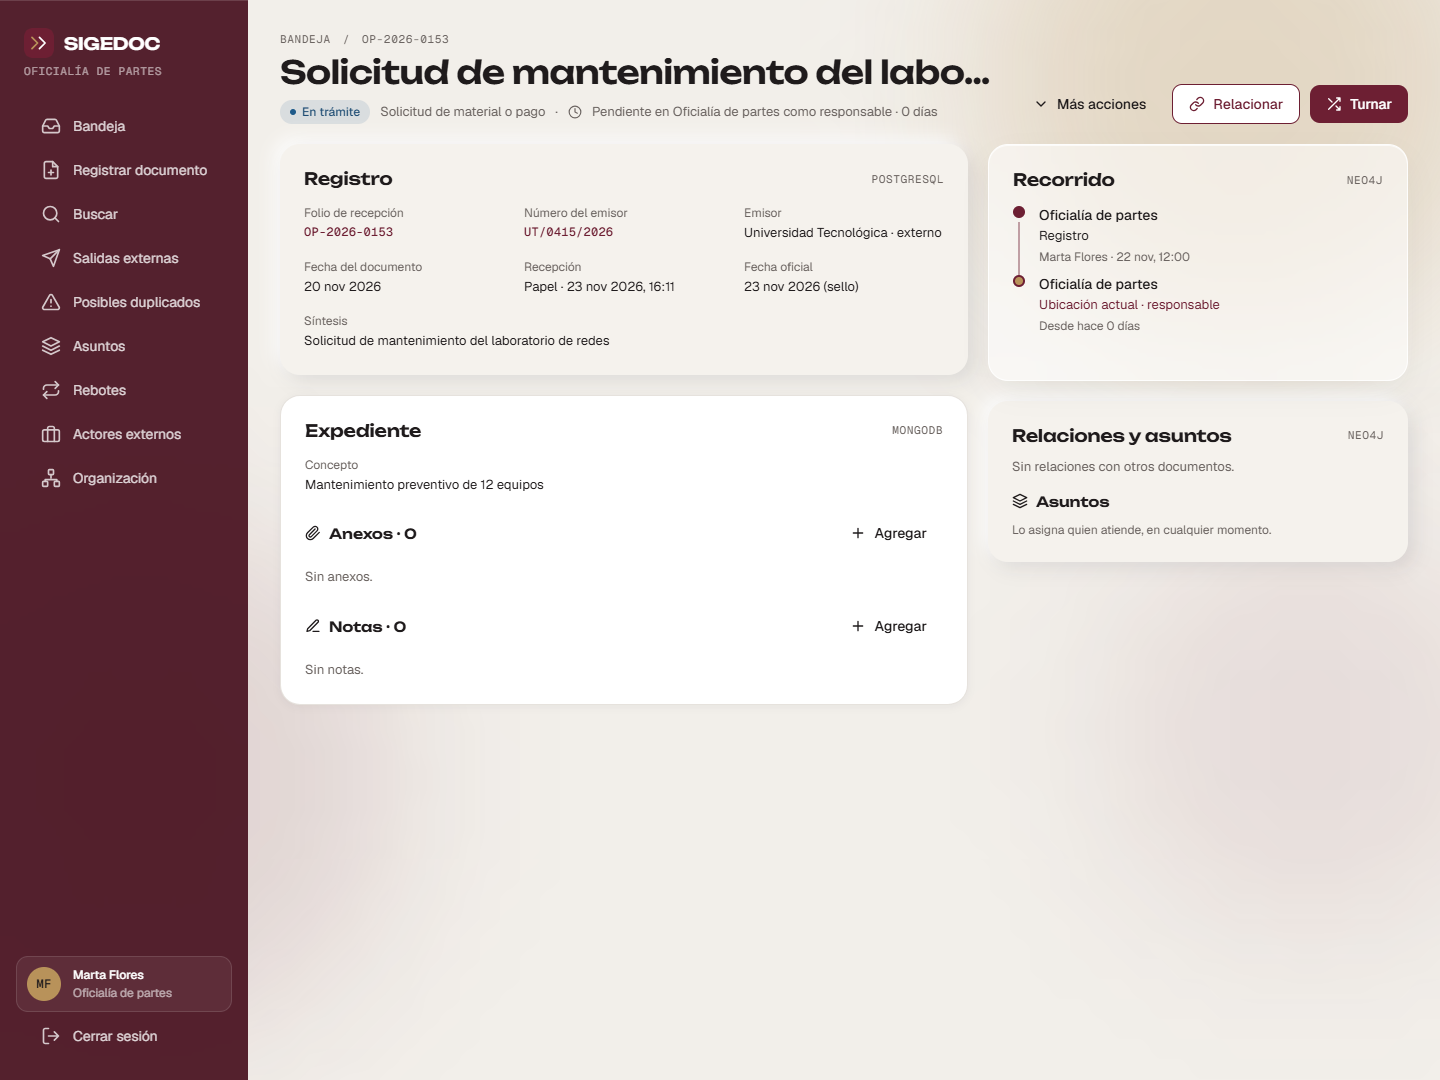 SIGEDOC
OFICIALÍA DE PARTES
Bandeja
Registrar documento
Buscar
Salidas externas
Posibles duplicados
Asuntos
Rebotes
Actores externos
Organización
MF
Marta Flores
Oficialía de partes
Cerrar sesión
BANDEJA / OP-2026-0153
Solicitud de mantenimiento del labo...
En trámite Solicitud de material o pago · Pendiente en Oficialía de partes como responsable · 0 días
Más acciones
Relacionar
Turnar
Registro
POSTGRESQL
Folio de recepción
OP-2026-0153
Número del emisor
UT/0415/2026
Emisor
Universidad Tecnológica · externo
Fecha del documento
20 nov 2026
Recepción
Papel · 23 nov 2026, 16:11
Fecha oficial
23 nov 2026 (sello)
Síntesis
Solicitud de mantenimiento del laboratorio de redes
Expediente
MONGODB
Concepto
Mantenimiento preventivo de 12 equipos
Anexos · 0
Agregar
Sin anexos.
Notas · 0
Agregar
Sin notas.
Recorrido
NEO4J
Oficialía de partes
Registro
Marta Flores · 22 nov, 12:00
Oficialía de partes
Ubicación actual · responsable
Desde hace 0 días
Relaciones y asuntos
NEO4J
Sin relaciones con otros documentos.
Asuntos
Lo asigna quien atiende, en cualquier momento.